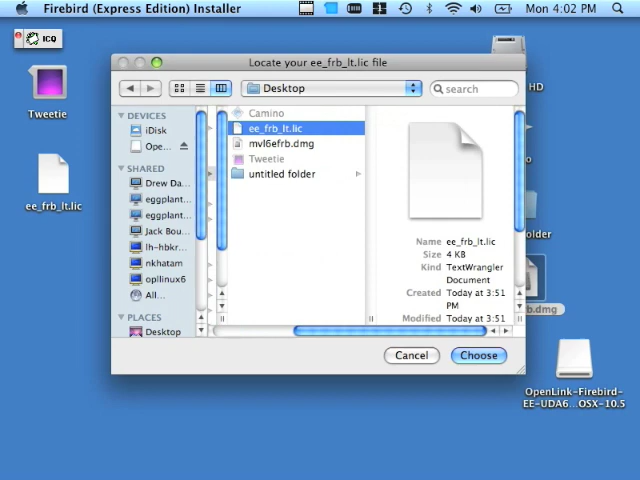 Firebird (Express Edition) Installer
Mon 4:02 PM
ICQ
Locate your ee_frb_lt.lic file
Desktop
search
HD
Tweetie
ee_frb_lt.lic
DEVICES
iDisk
Ope...
SHARED
Drew Da...
eggplant...
eggplant...
Jack Bou...
lh-hbkr...
nkhatam
opllinux6
All...
PLACES
Desktop
Camino
ee_frb_lt.lic
mvl6efrb.dmg
Tweetie
untitled folder
Name ee_frb_lt.lic
Size 4 KB
Kind TextWrangler
Document
Created Today at 3:51
PM
Modified Today at 3:51
Cancel
Choose
older
b.dmg
OpenLink-Firebird-
EE-UDA6...OSX-10.5